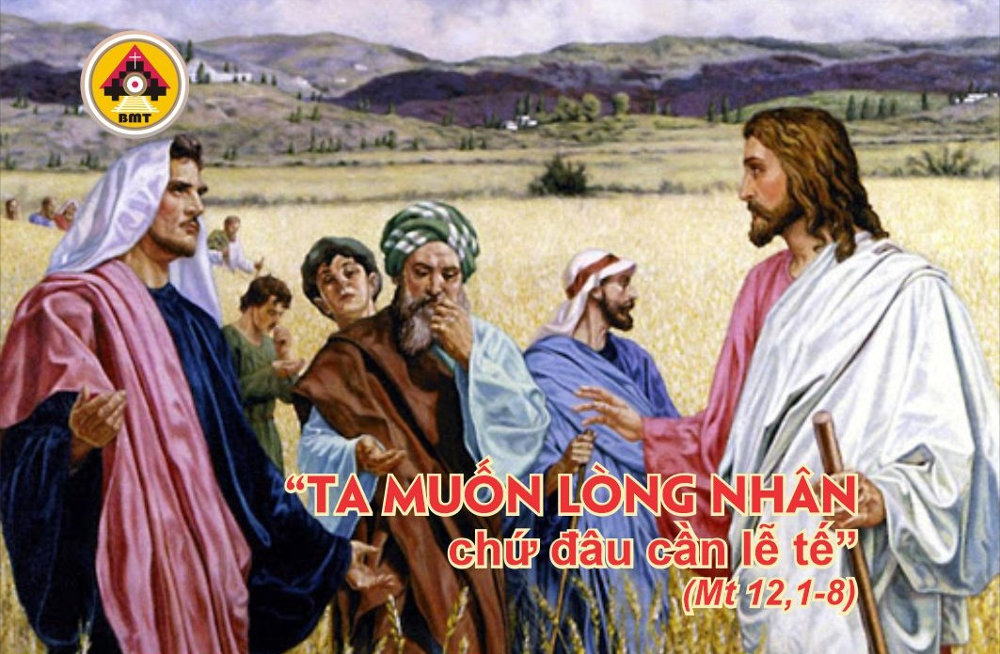 BMT
“TA MUỐN LÒNG NHÂN
chứ đâu cần lễ tế”
(Mt 12,1-8)